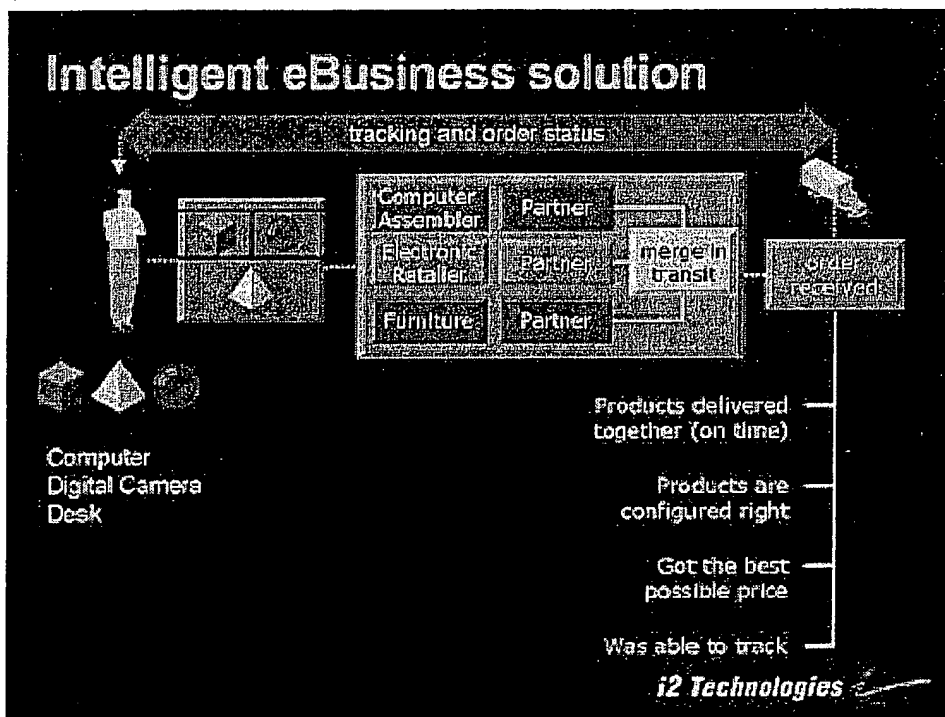 Intelligent eBusiness solution
tracking and order status
Computer
Assembler
Partner
Electronic
Retailer
Partner
merge in
transit
order
received
Furniture
Partner
Computer
Digital Camera
Desk
Products delivered
together (on time)
Products are
configured right
Got the best
possible price
Was able to track
i2 Technologies